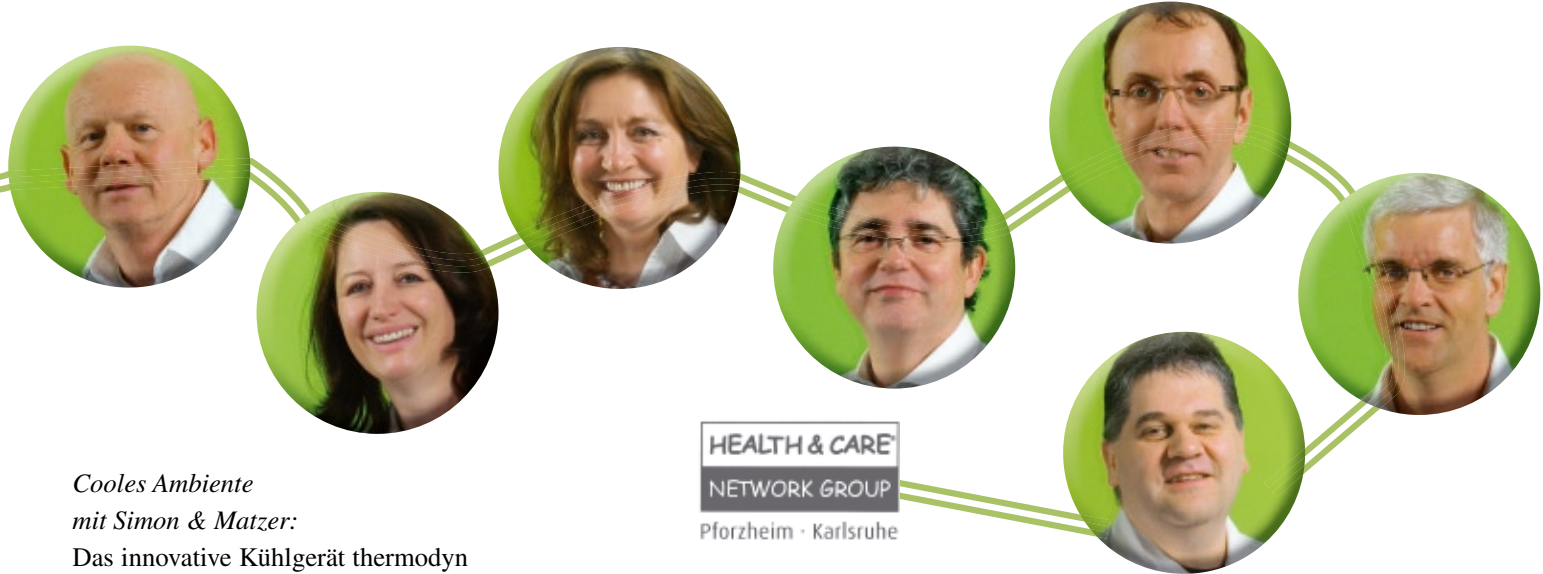 HEALTH & CARE®
NETWORK GROUP
Pforzheim · Karlsruhe
Cooles Ambiente
mit Simon & Matzer:
Das innovative Kühlgerät thermodyn